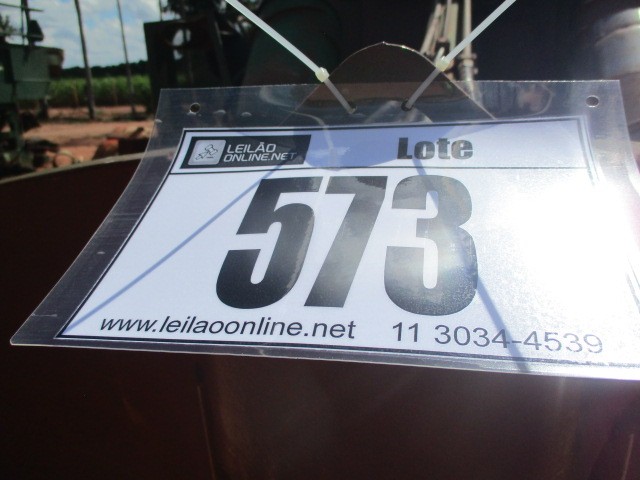 LEILÃO
ONLINE.NET
Lote
573
www.leilaoonline.net 11 3034-4539